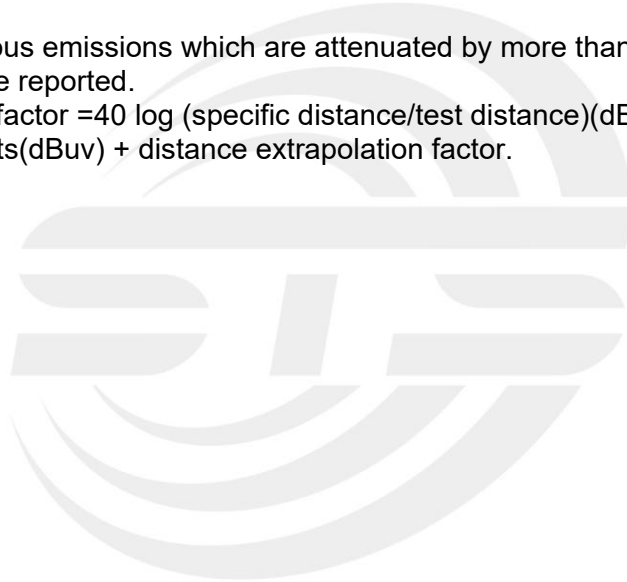 ous emissions which are attenuated by more than
e reported.
factor =40 log (specific distance/test distance)(dB
ts(dBuv) + distance extrapolation factor.
STS